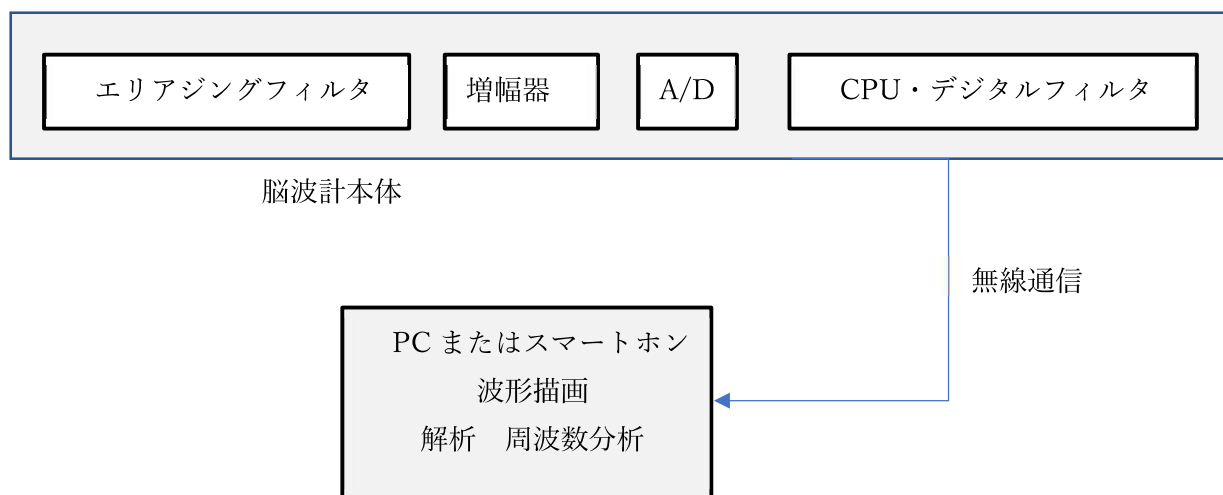 エリアジングフィルタ
増幅器
A/D
CPU・デジタルフィルタ
脳波計本体
無線通信
PC またはスマートホン
波形描画
解析　周波数分析